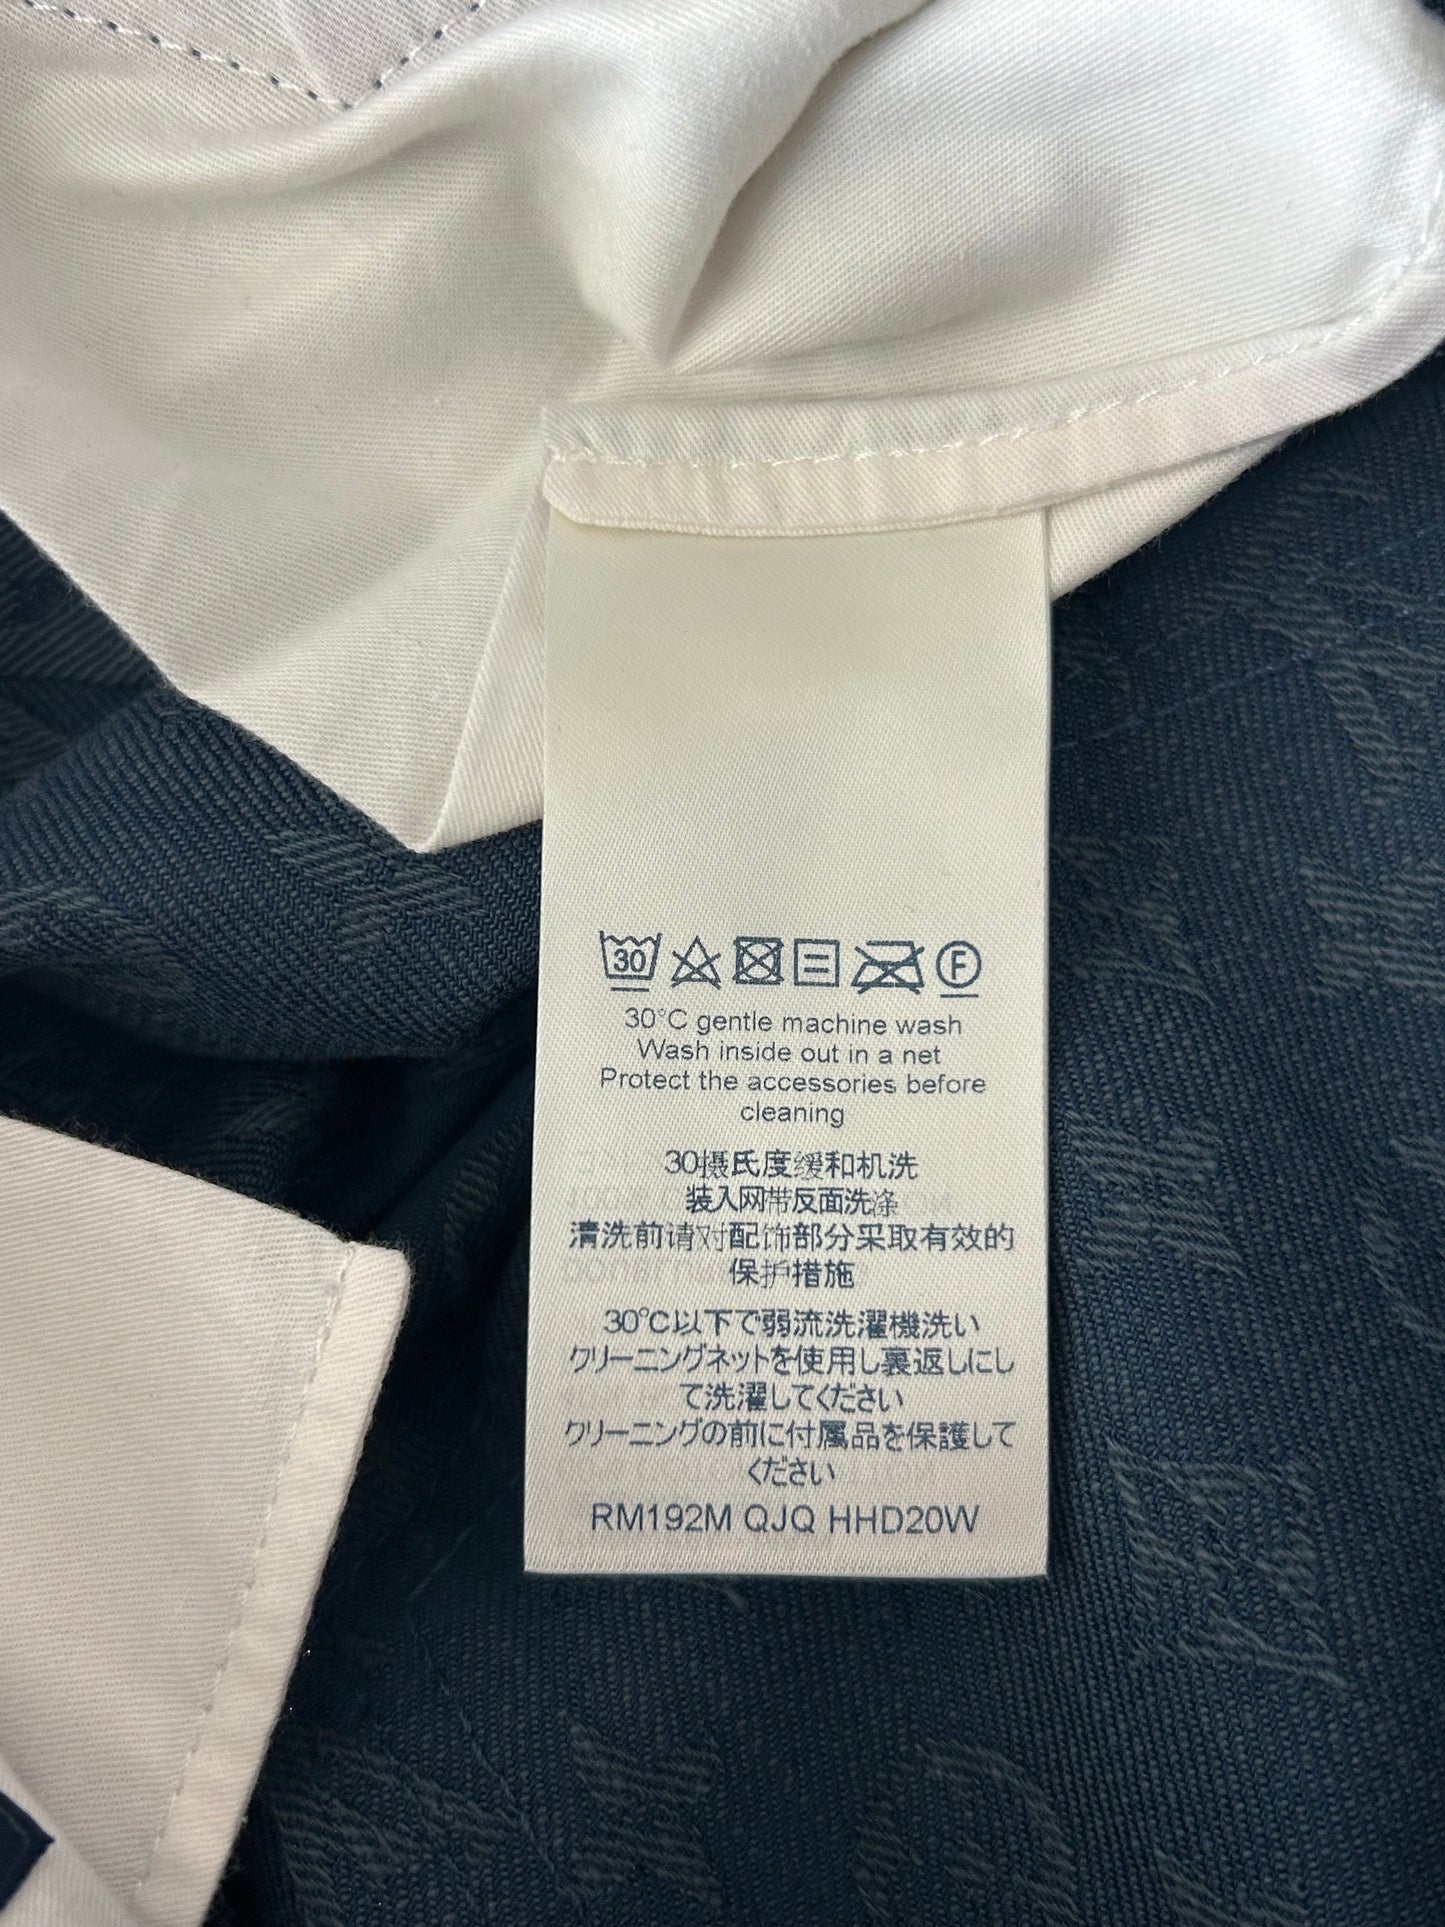 30
F
30°C gentle machine wash
Wash inside out in a net
Protect the accessories before
cleaning
30摄氏度缓和机洗
装入网带反面洗涤
清洗前请对配饰部分采取有效的
保护措施
30℃以下で弱流洗濯機洗い
クリーニングネットを使用し裏返しにし
て洗濯してください
クリーニングの前に付属品を保護して
ください
RM192M QJQ HHD20W